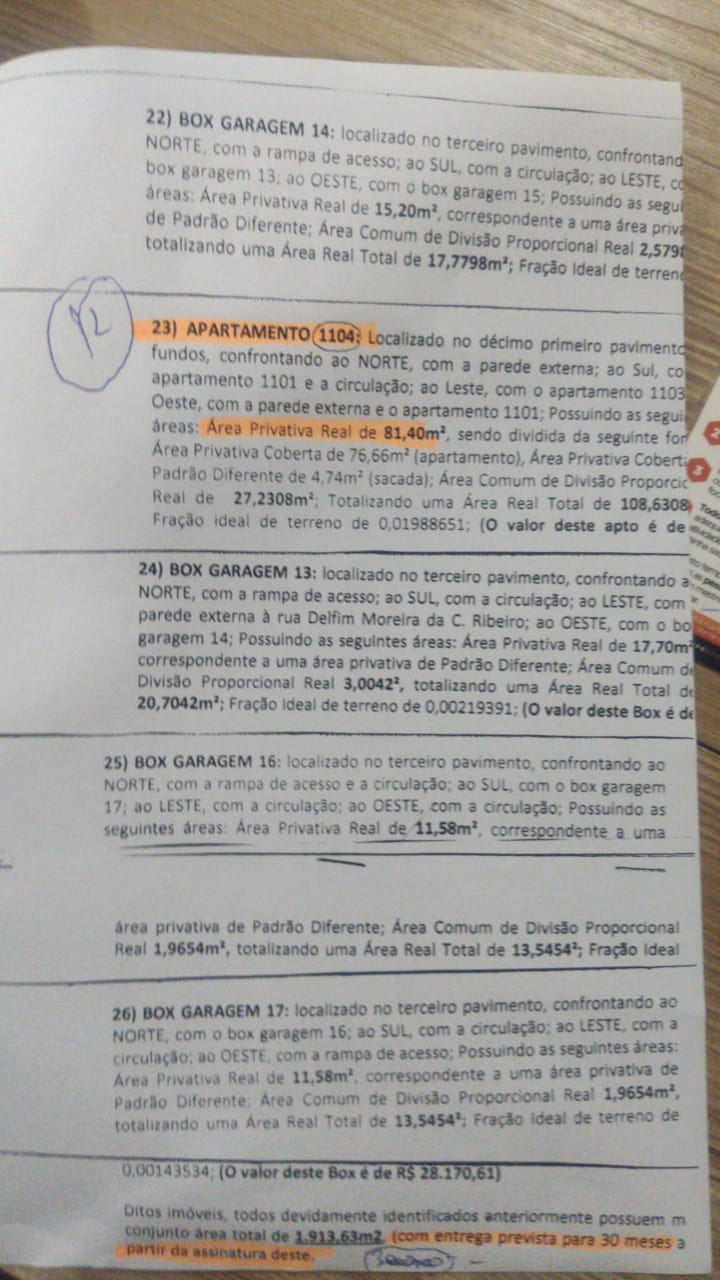 22) BOX GARAGEM 14: localizado no terceiro pavimento, confrontand
NORTE, com a rampa de acesso; ao SUL, com a circulação; ao LESTE, co
box garagem 13; ao OESTE, com o box garagem 15; Possuindo as segui
áreas: Área Privativa Real de 15,20m², correspondente a uma área priva
de Padrão Diferente; Área Comum de Divisão Proporcional Real 2,579
totalizando uma Área Real Total de 17,7798m²; Fração Ideal de terren
23) APARTAMENTO 1104: Localizado no décimo primeiro pavimento
fundos, confrontando ao NORTE, com a parede externa; ao Sul, co
apartamento 1101 e a circulação; ao Leste, com o apartamento 1103
Oeste, com a parede externa e o apartamento 1101; Possuindo as segui
áreas: Área Privativa Real de 81,40m², sendo dividida da seguinte for
Área Privativa Coberta de 76,66m² (apartamento), Área Privativa Cobert
Padrão Diferente de 4,74m² (sacada); Área Comum de Divisão Proporcio
Real de 27,2308m²; Totalizando uma Área Real Total de 108,6308
Fração ideal de terreno de 0,01988651; (O valor deste apto é de
24) BOX GARAGEM 13: localizado no terceiro pavimento, confrontando a
NORTE, com a rampa de acesso; ao SUL, com a circulação; ao LESTE, com
parede externa à rua Delfim Moreira da C. Ribeiro; ao OESTE, com o bo
garagem 14; Possuindo as seguintes áreas: Área Privativa Real de 17,70m²
correspondente a uma área privativa de Padrão Diferente; Área Comum de
Divisão Proporcional Real 3,0042², totalizando uma Área Real Total de
20,7042m²; Fração Ideal de terreno de 0,00219391; (O valor deste Box é de
25) BOX GARAGEM 16: localizado no terceiro pavimento, confrontando ao
NORTE, com a rampa de acesso e a circulação; ao SUL, com o box garagem
17; ao LESTE, com a circulação; ao OESTE, com a circulação; Possuindo as
seguintes áreas: Área Privativa Real de 11,58m², correspondente a uma
área privativa de Padrão Diferente; Área Comum de Divisão Proporcional
Real 1,9654m², totalizando uma Área Real Total de 13,5454²; Fração Ideal
26) BOX GARAGEM 17: localizado no terceiro pavimento, confrontando ao
NORTE, com o box garagem 16; ao SUL, com a circulação; ao LESTE, com a
circulação; ao OESTE, com a rampa de acesso; Possuindo as seguintes áreas:
Área Privativa Real de 11,58m², correspondente a uma área privativa de
Padrão Diferente; Área Comum de Divisão Proporcional Real 1,9654m²,
totalizando uma Área Real Total de 13,5454²; Fração Ideal de terreno de
0,00143534; (O valor deste Box é de R$ 28.170,61)
Ditos imóveis, todos devidamente identificados anteriormente possuem m
conjunto área total de 1.913,63m2, (com entrega prevista para 30 meses a
partir da assinatura deste.
2
3
Todo